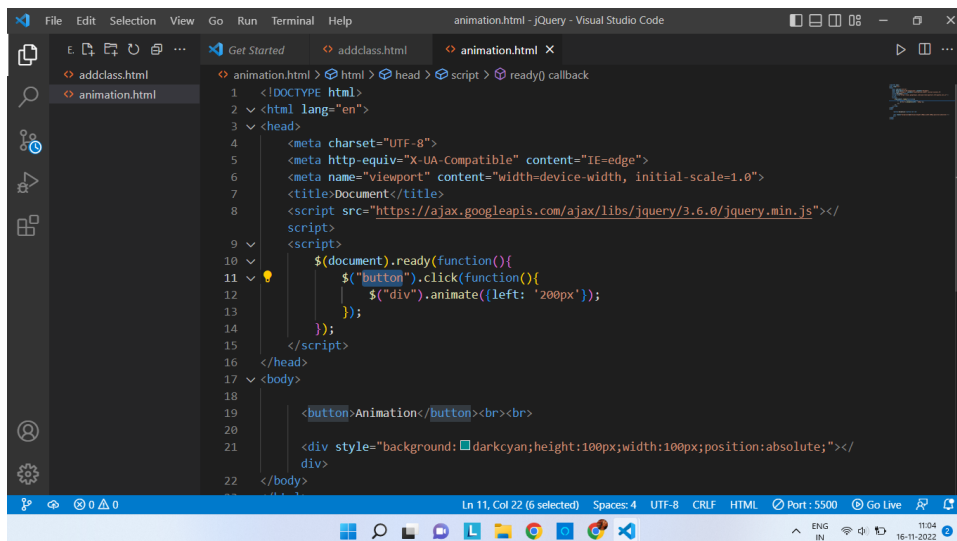 File Edit Selection View Go Run Terminal Help animation.html - jQuery - Visual Studio Code
E. Get Started addclass.html animation.html
addclass.html
animation.html
animation.html > html > head > script > ready() callback
1 <!DOCTYPE html>
2 <html lang="en">
3 <head>
4 <meta charset="UTF-8">
5 <meta http-equiv="X-UA-Compatible" content="IE=edge">
6 <meta name="viewport" content="width=device-width, initial-scale=1.0">
7 <title>Document</title>
8 <script src="https://ajax.googleapis.com/ajax/libs/jquery/3.6.0/jquery.min.js"></
script>
9 <script>
10 $(document).ready(function(){
11 $("button").click(function(){
12 $("div").animate({left: '200px'});
13 });
14 });
15 </script>
16 </head>
17 <body>
18
19 <button>Animation</button><br><br>
20
21 <div style="background:darkcyan;height:100px;width:100px;position:absolute;"></
div>
22 </body>
0 0 Ln 11, Col 22 (6 selected) Spaces: 4 UTF-8 CRLF HTML Port : 5500 Go Live
L ENG IN 11:04 16-11-2022 2